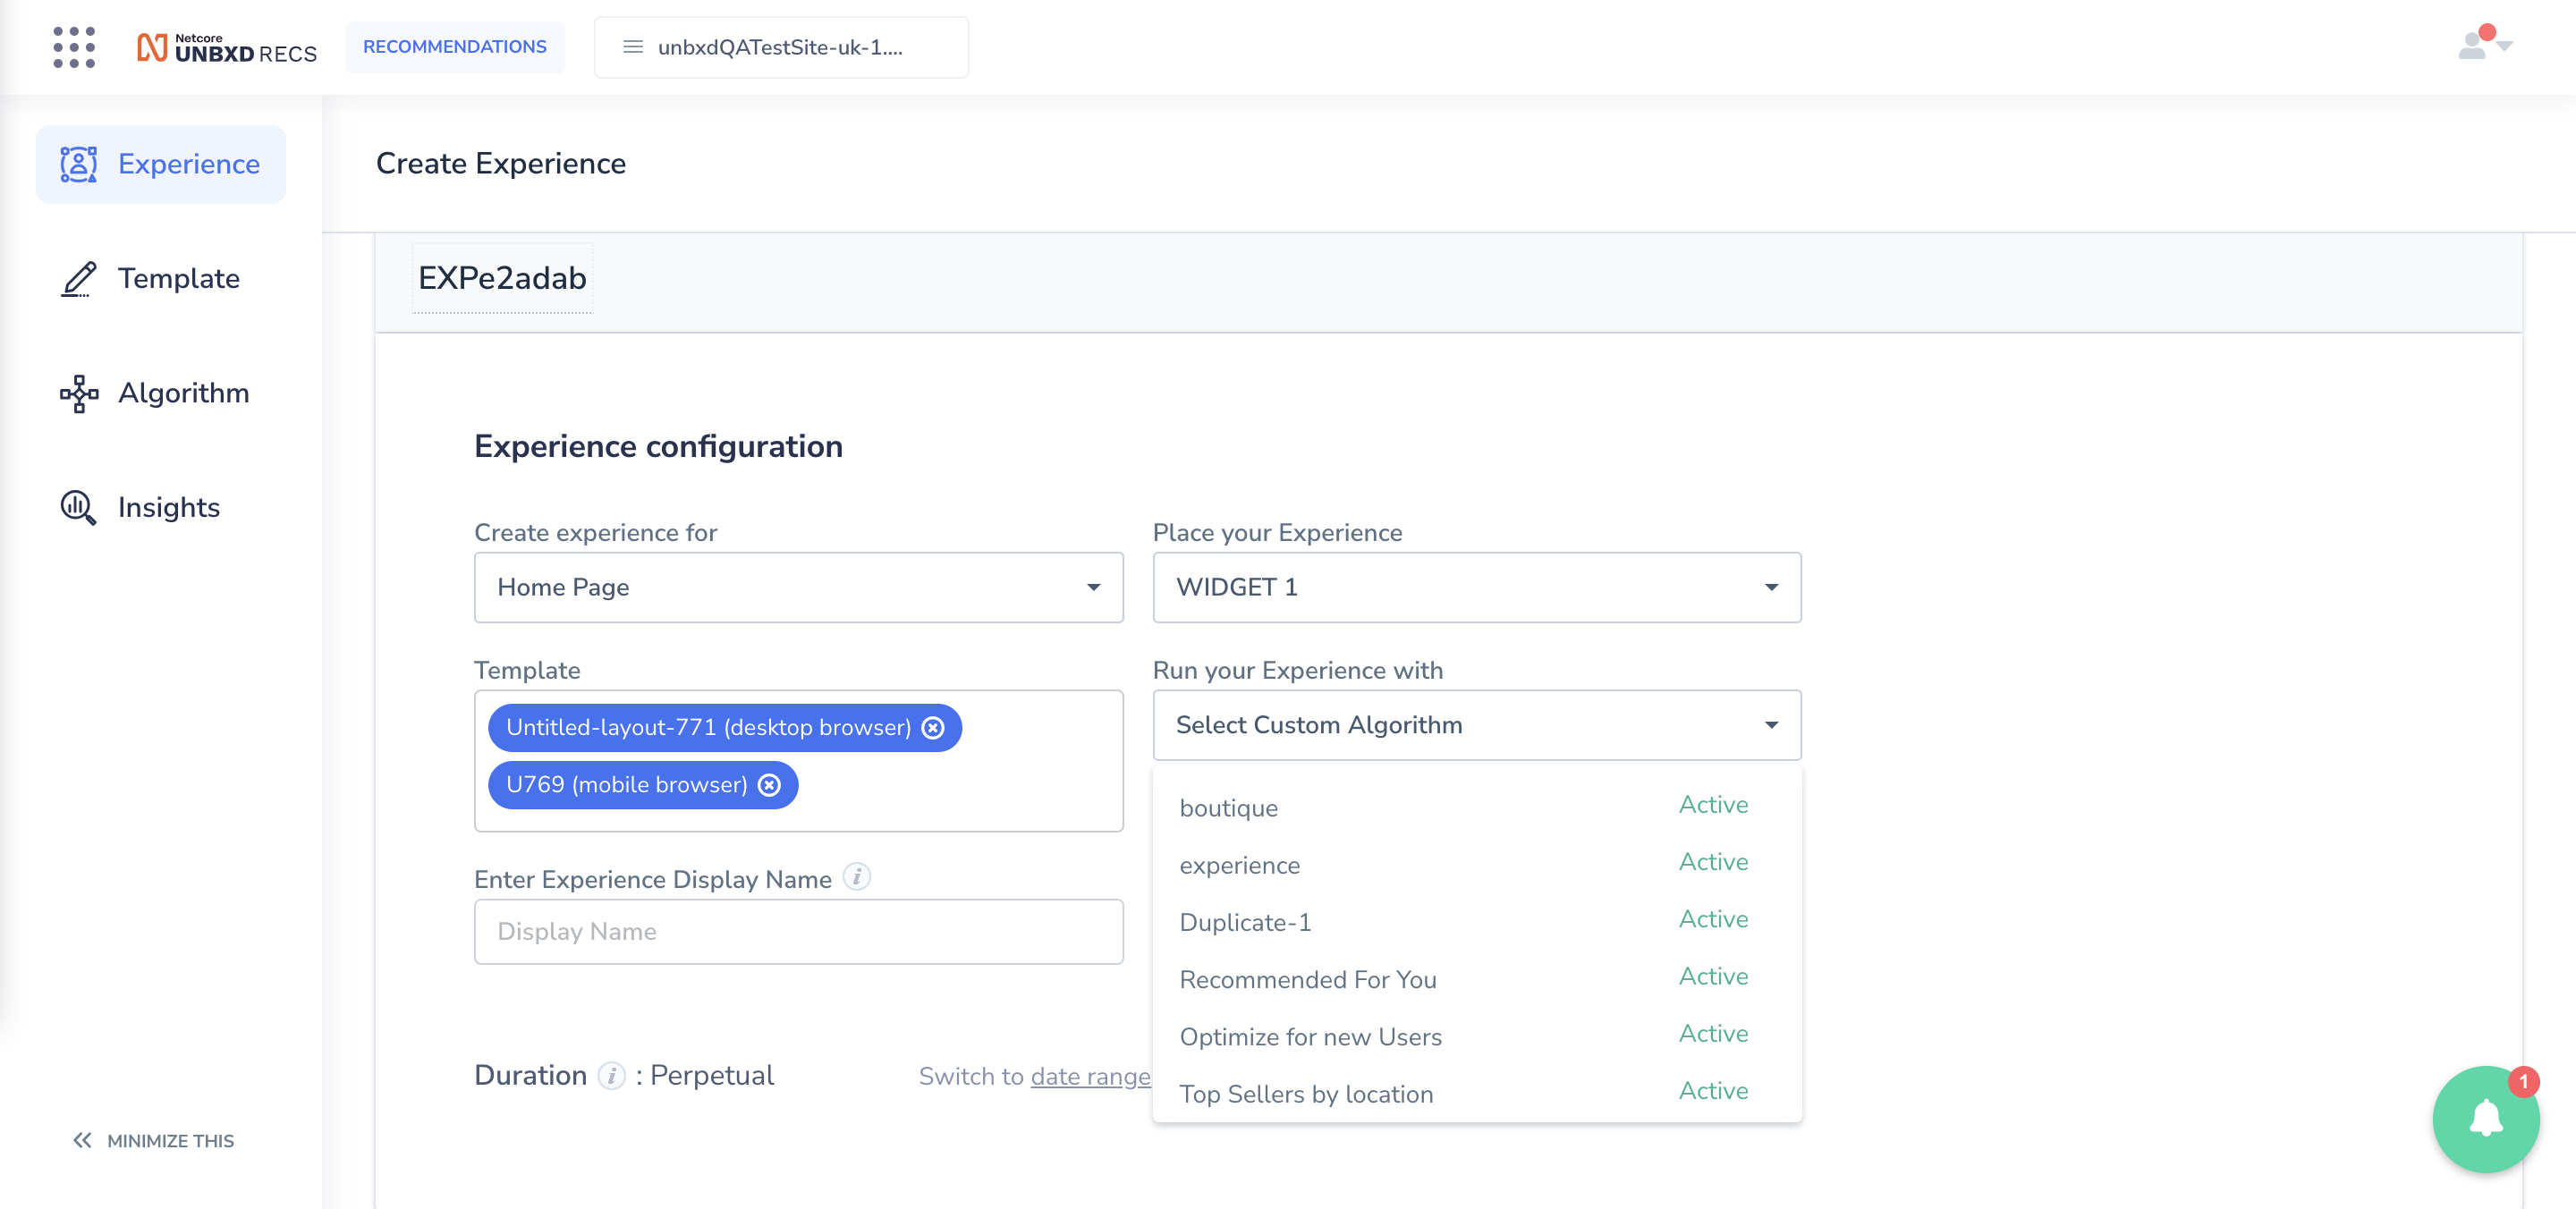 Netcore
UNBXD RECS
RECOMMENDATIONS
unbxdQATestSite-uk-1....
Experience
Template
Algorithm
Insights
MINIMIZE THIS
Create Experience
EXPe2adab
Experience configuration
Create experience for
Home Page
Place your Experience
WIDGET 1
Template
Untitled-layout-771 (desktop browser)
U769 (mobile browser)
Run your Experience with
Select Custom Algorithm
boutique Active
experience Active
Duplicate-1 Active
Recommended For You Active
Optimize for new Users Active
Top Sellers by location Active
Enter Experience Display Name i
Display Name
Duration i : Perpetual
Switch to date range
1